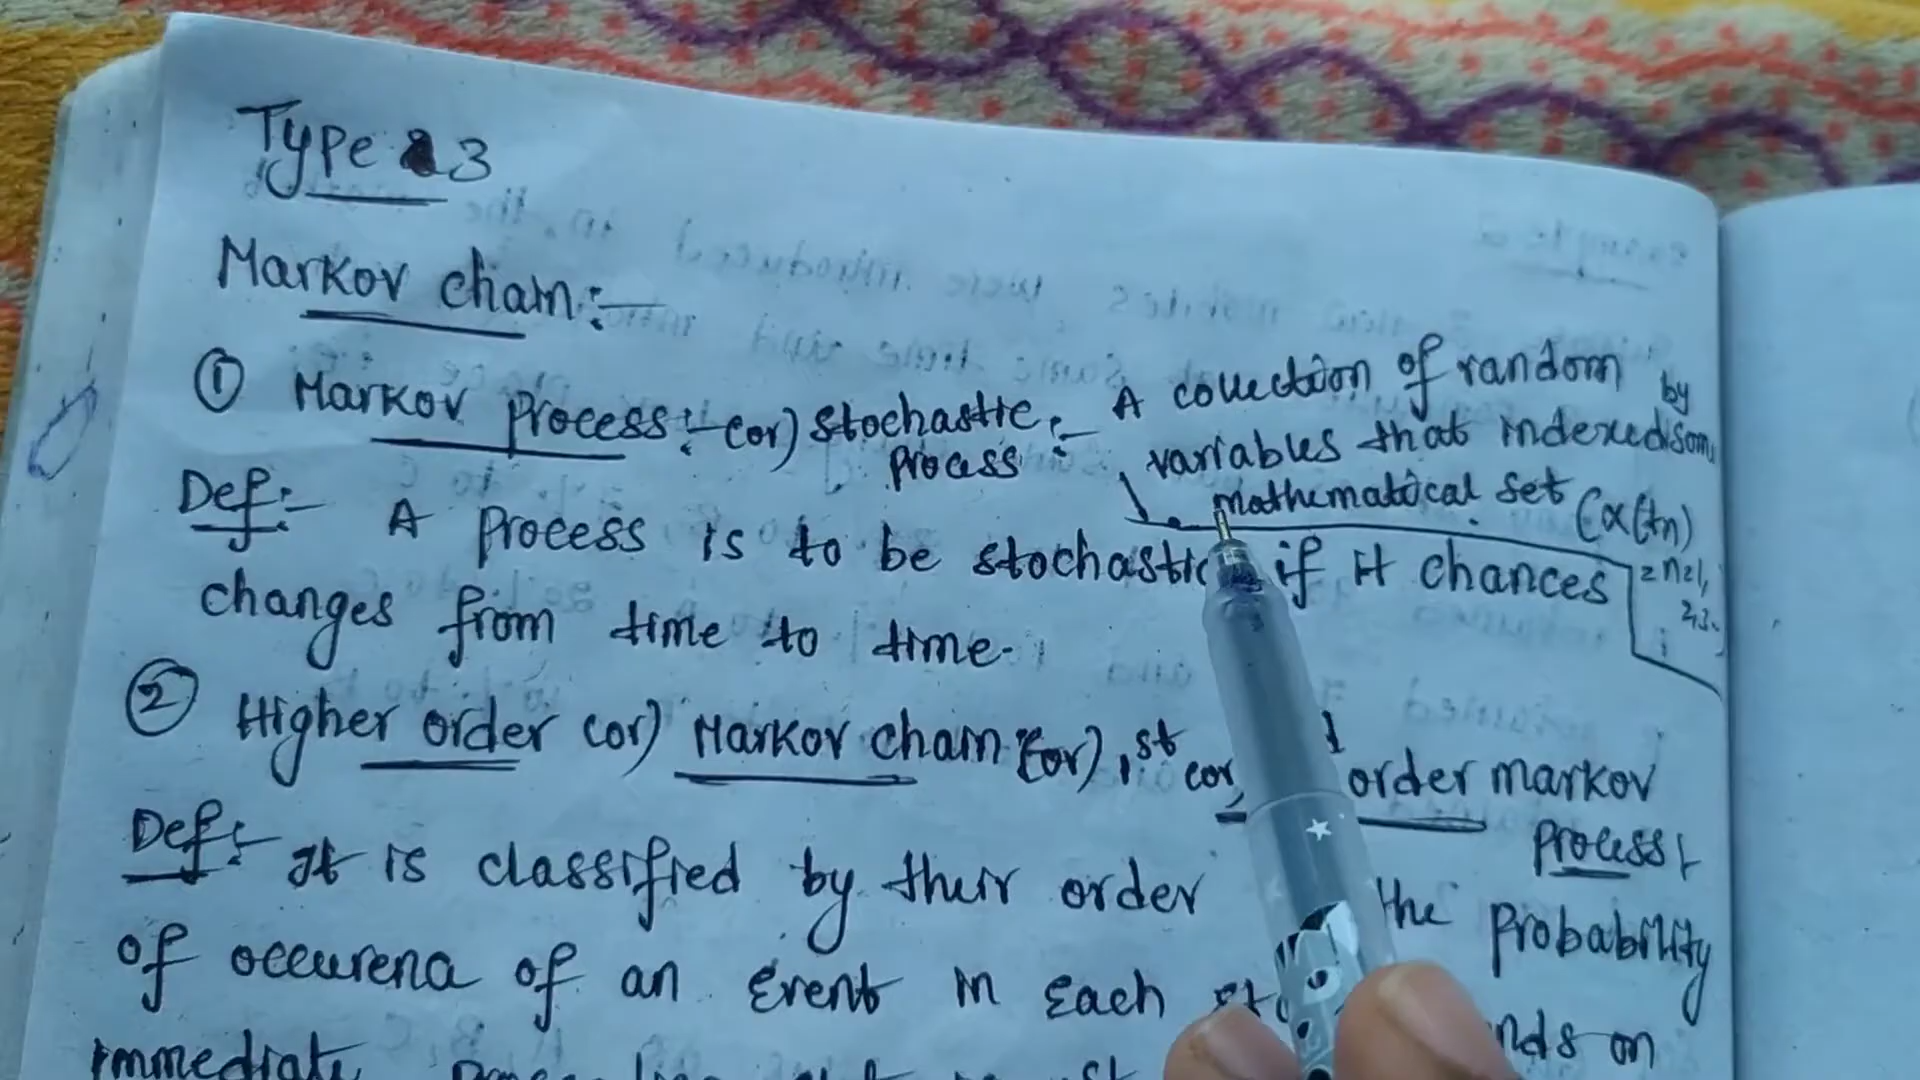 Type 3
Markov chain:-
① Markov process:- (or) stochastic process :- A collection of random
variables that indexed by some
mathematical set (x(tn)
= n=1,
2,3.
Def:- A process is to be stochastic if it chances
changes from time to time.
② Higher order (or) Markov chain (or) 1st (or) order markov
process:
Def:- It is classified by their order the probability
of occurena of an event in each on
immediate